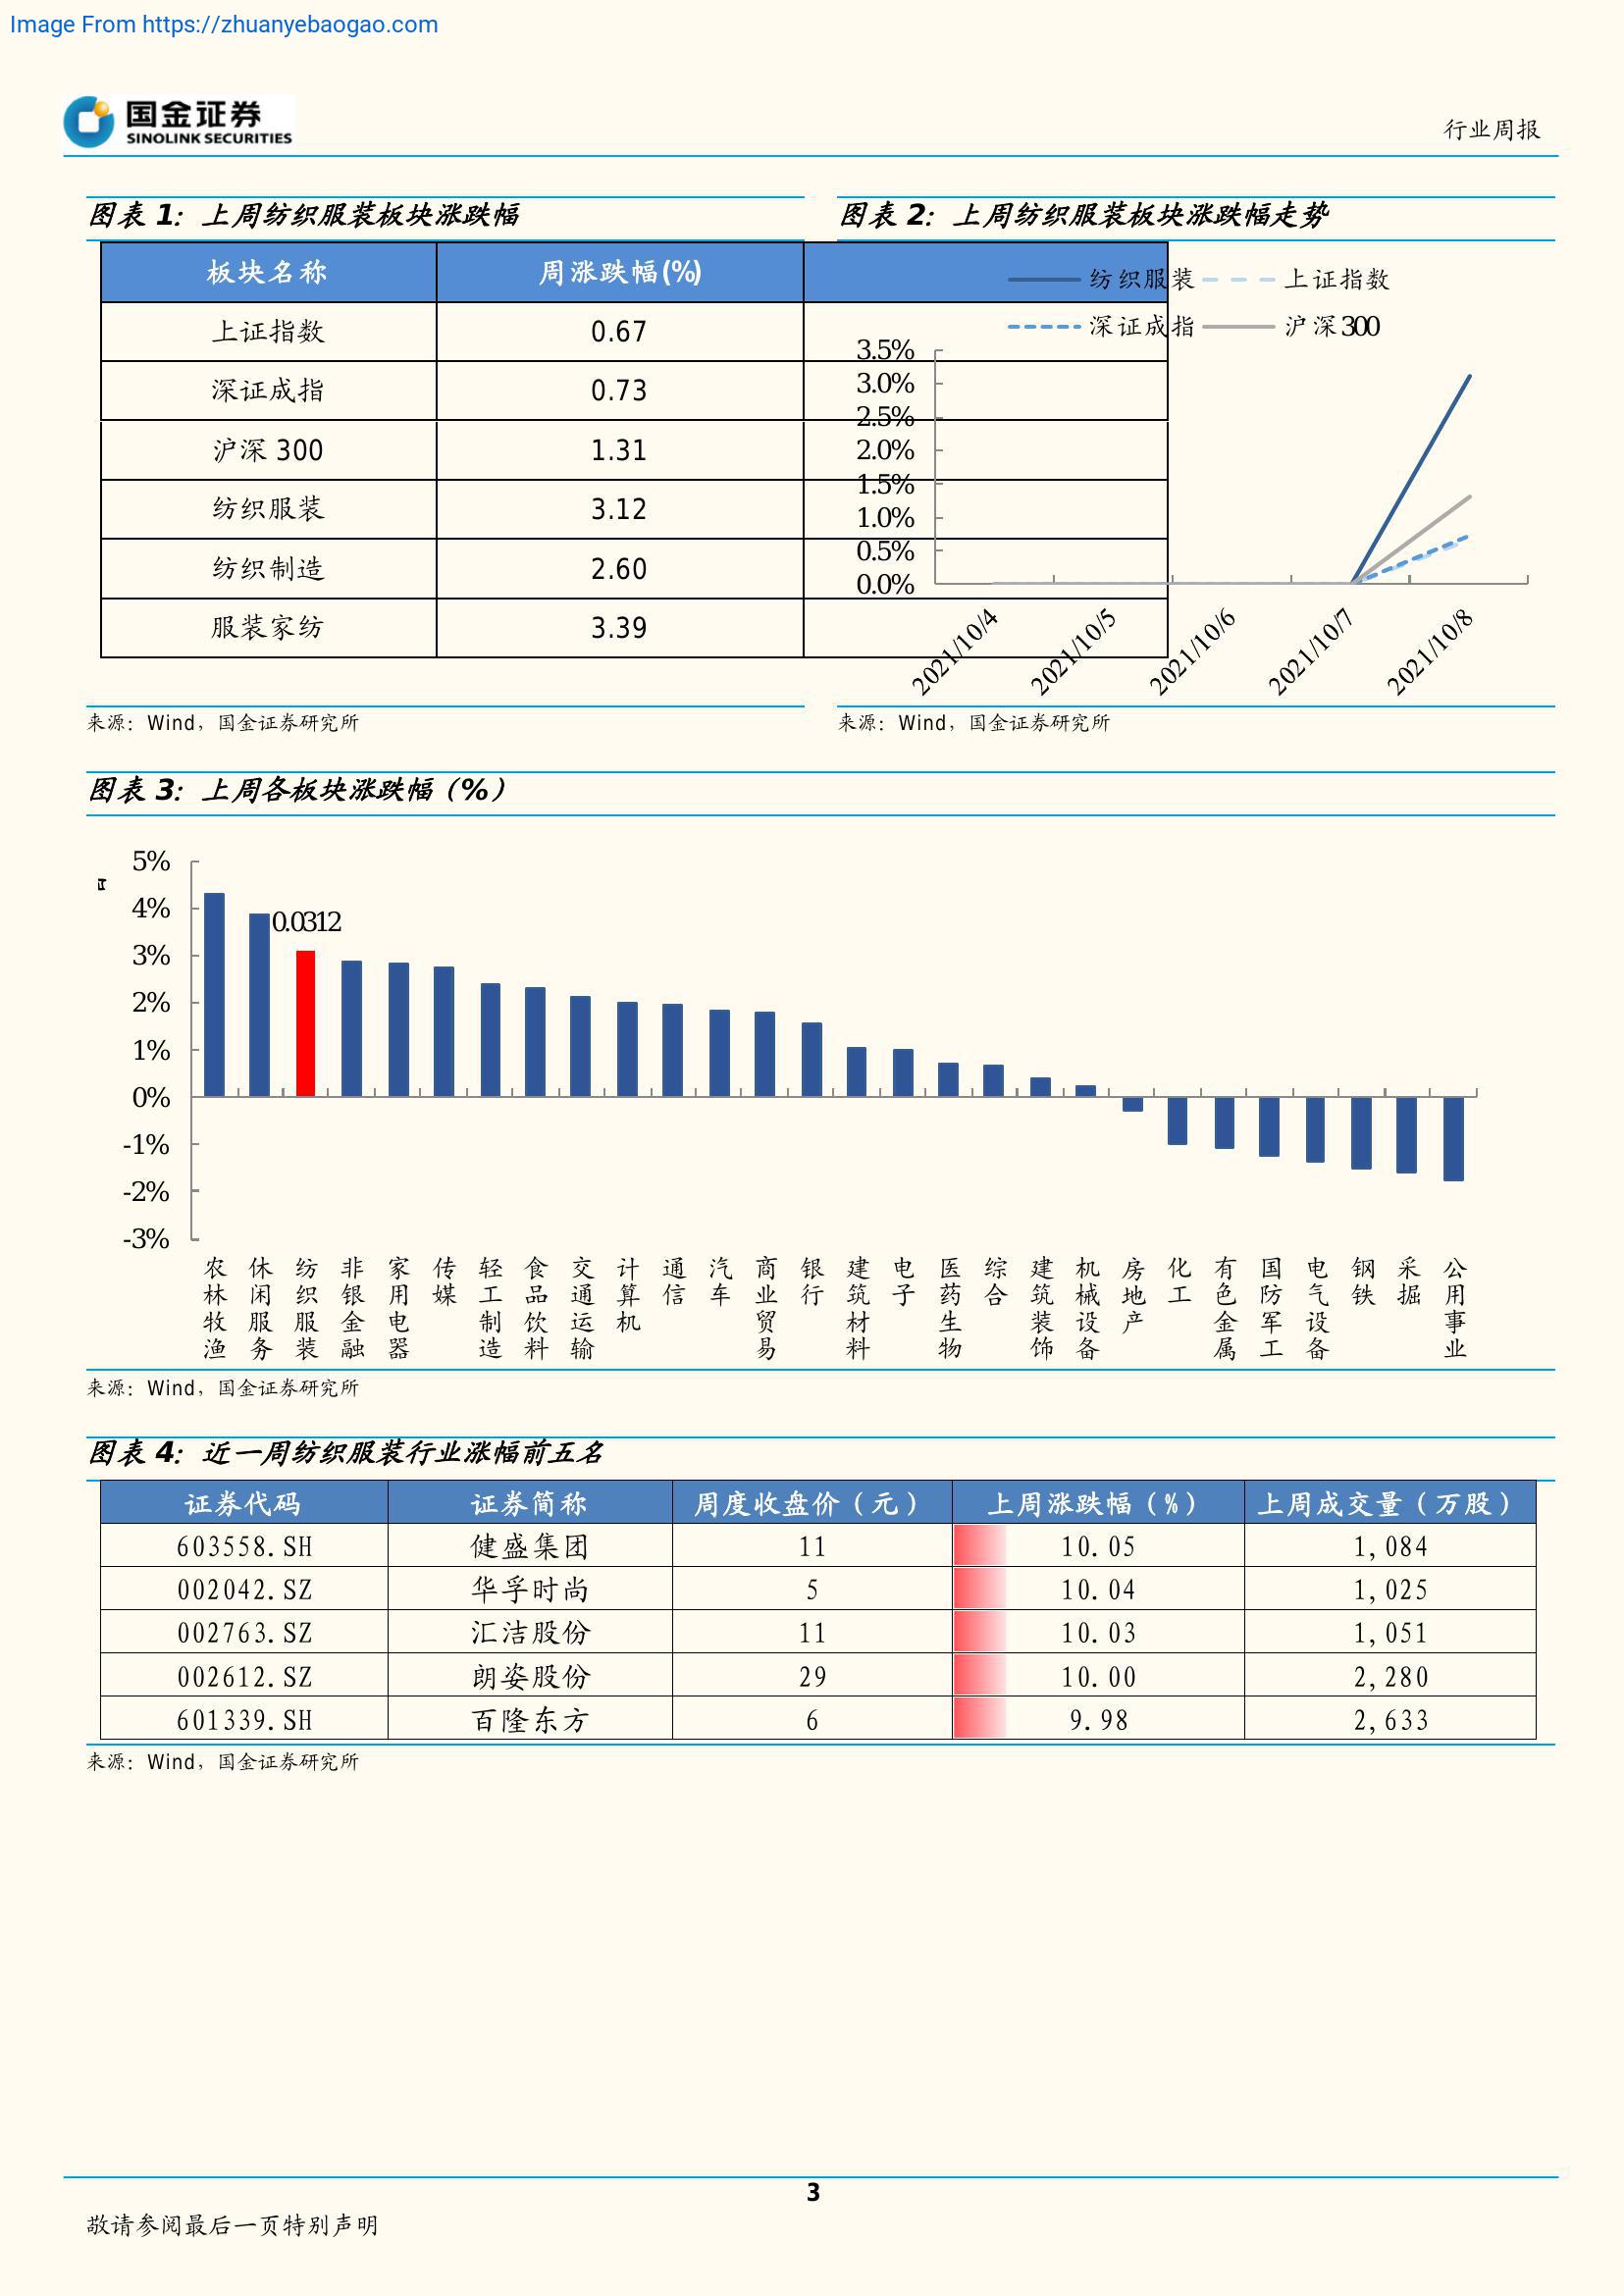 Image From https://zhuanyebaogao.com
国金证券
SINOLINK SECURITIES
行业周报
图表 1：上周纺织服装板块涨跌幅
板块名称 周涨跌幅(%)
上证指数 0.67
深证成指 0.73
沪深 300 1.31
纺织服装 3.12
纺织制造 2.60
服装家纺 3.39
来源：Wind，国金证券研究所
图表 2：上周纺织服装板块涨跌幅走势
纺织服装 上证指数
深证成指 沪深300
3.5%
3.0%
2.5%
2.0%
1.5%
1.0%
0.5%
0.0%
2021/10/4 2021/10/5 2021/10/6 2021/10/7 2021/10/8
来源：Wind，国金证券研究所
图表 3：上周各板块涨跌幅（%）
5%
4%
3%
2%
1%
0%
-1%
-2%
-3%
0.0312
农林牧渔 休闲服务 纺织服装 非银金融 家用电器 传媒 轻工制造 食品饮料 交通运输 计算机 通信 汽车 商业贸易 银行 建筑材料 电子 医药生物 综合 建筑装饰 机械设备 房地产 化工 有色金属 国防军工 电气设备 钢铁 采掘 公用事业
来源：Wind，国金证券研究所
图表 4：近一周纺织服装行业涨幅前五名
证券代码 证券简称 周度收盘价（元） 上周涨跌幅（%） 上周成交量（万股）
603558.SH 健盛集团 11 10.05 1,084
002042.SZ 华孚时尚 5 10.04 1,025
002763.SZ 汇洁股份 11 10.03 1,051
002612.SZ 朗姿股份 29 10.00 2,280
601339.SH 百隆东方 6 9.98 2,633
来源：Wind，国金证券研究所
3
敬请参阅最后一页特别声明